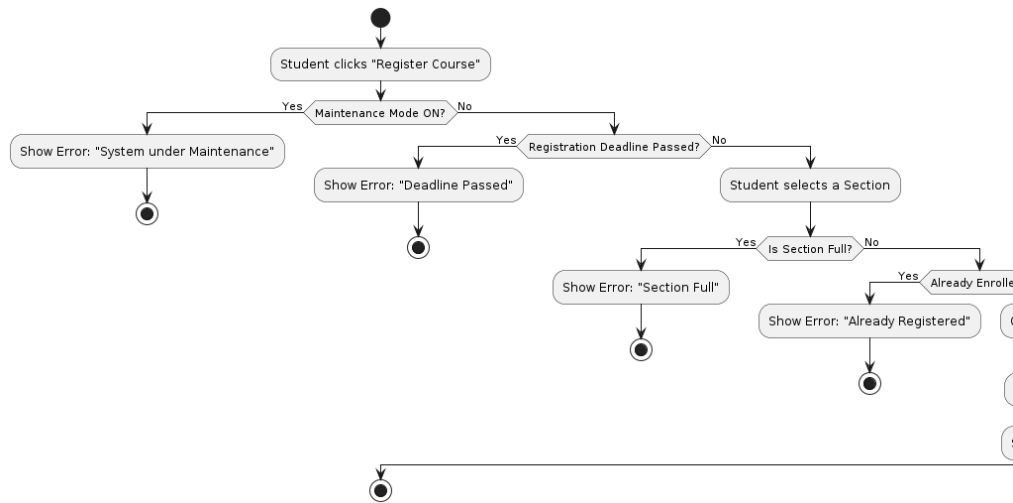 Student clicks "Register Course"
Yes
Maintenance Mode ON?
No
Show Error: "System under Maintenance"
Yes
Registration Deadline Passed?
No
Show Error: "Deadline Passed"
Student selects a Section
Yes
Is Section Full?
No
Show Error: "Section Full"
Yes
Already
Show Error: "Already Registered"